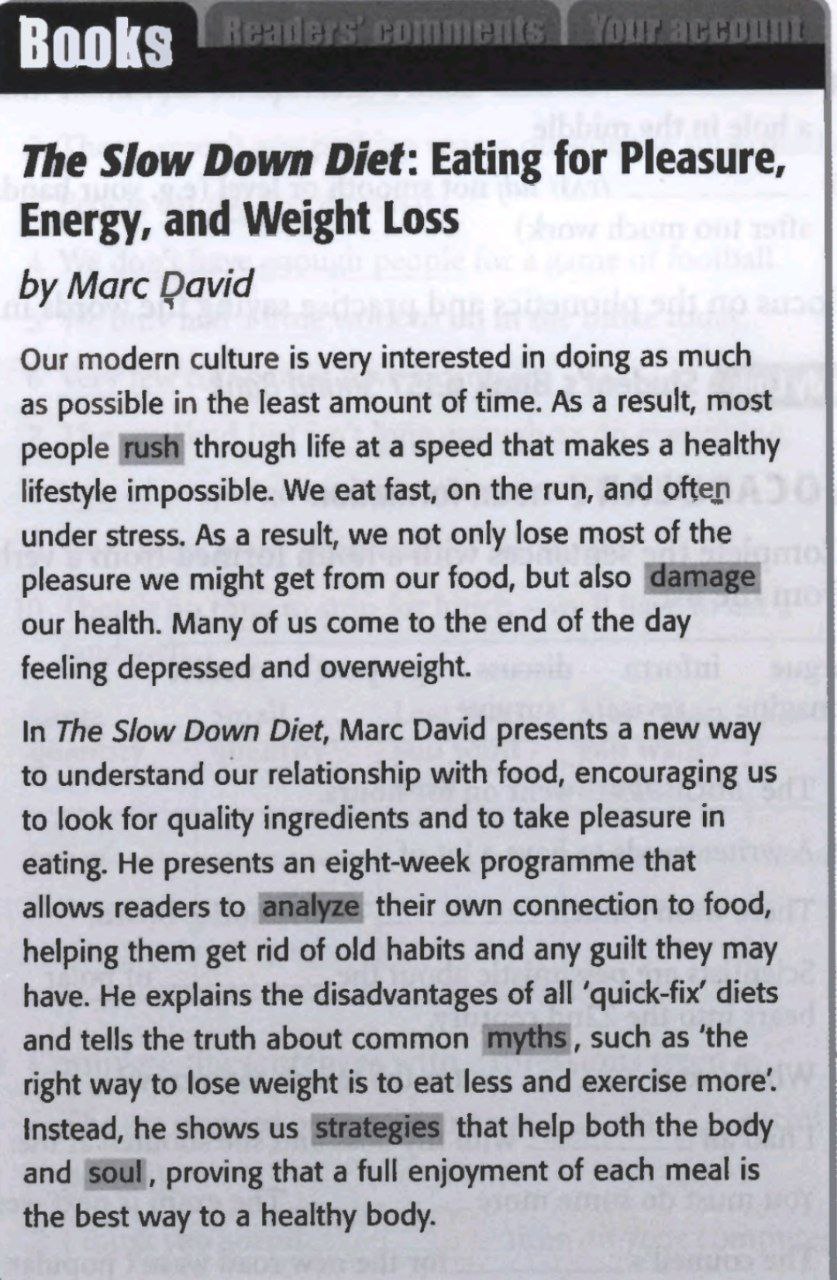 Books
Readers' comments
Your account
The Slow Down Diet: Eating for Pleasure,
Energy, and Weight Loss
by Marc David
Our modern culture is very interested in doing as much
as possible in the least amount of time. As a result, most
people rush through life at a speed that makes a healthy
lifestyle impossible. We eat fast, on the run, and often
under stress. As a result, we not only lose most of the
pleasure we might get from our food, but also damage
our health. Many of us come to the end of the day
feeling depressed and overweight.
In The Slow Down Diet, Marc David presents a new way
to understand our relationship with food, encouraging us
to look for quality ingredients and to take pleasure in
eating. He presents an eight-week programme that
allows readers to analyze their own connection to food,
helping them get rid of old habits and any guilt they may
have. He explains the disadvantages of all 'quick-fix' diets
and tells the truth about common myths, such as 'the
right way to lose weight is to eat less and exercise more'.
Instead, he shows us strategies that help both the body
and soul, proving that a full enjoyment of each meal is
the best way to a healthy body.